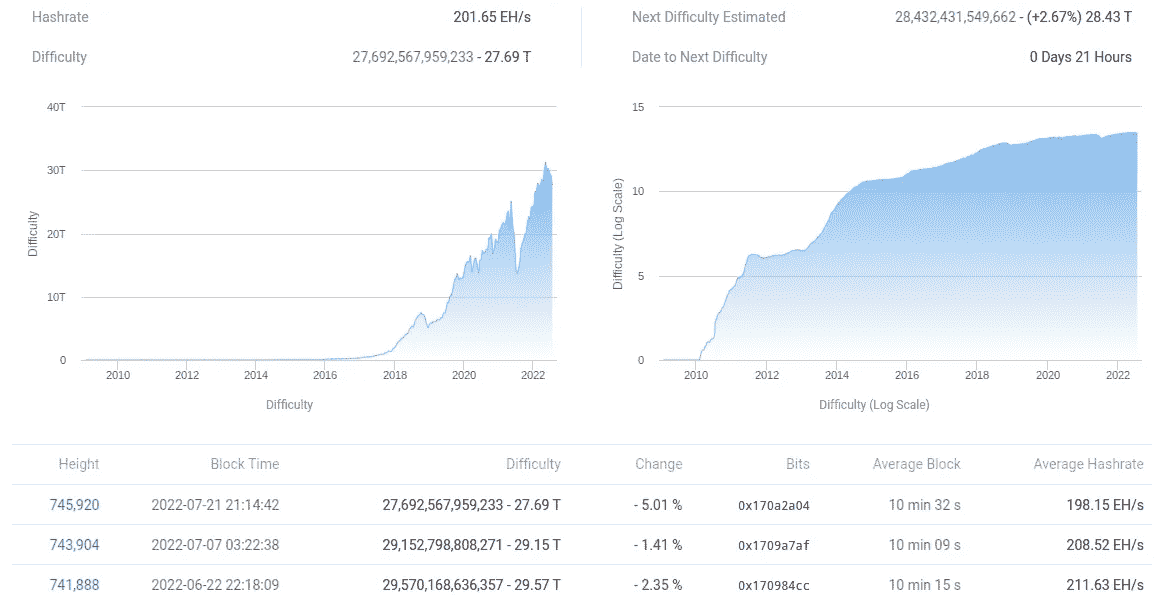 Hashrate 201.65 EH/s
Difficulty 27,692,567,959,233 - 27.69 T
Next Difficulty Estimated 28,432,431,549,662 - (+2.67%) 28.43 T
Date to Next Difficulty 0 Days 21 Hours
40T
30T
20T
10T
0
Difficulty
2010 2012 2014 2016 2018 2020 2022
Difficulty
15
10
5
0
Difficulty (Log Scale)
2010 2012 2014 2016 2018 2020 2022
Difficulty (Log Scale)
Height Block Time Difficulty Change Bits Average Block Average Hashrate
745,920 2022-07-21 21:14:42 27,692,567,959,233 - 27.69 T - 5.01 % 0x170a2a04 10 min 32 s 198.15 EH/s
743,904 2022-07-07 03:22:38 29,152,798,808,271 - 29.15 T - 1.41 % 0x1709a7af 10 min 09 s 208.52 EH/s
741,888 2022-06-22 22:18:09 29,570,168,636,357 - 29.57 T - 2.35 % 0x170984cc 10 min 15 s 211.63 EH/s